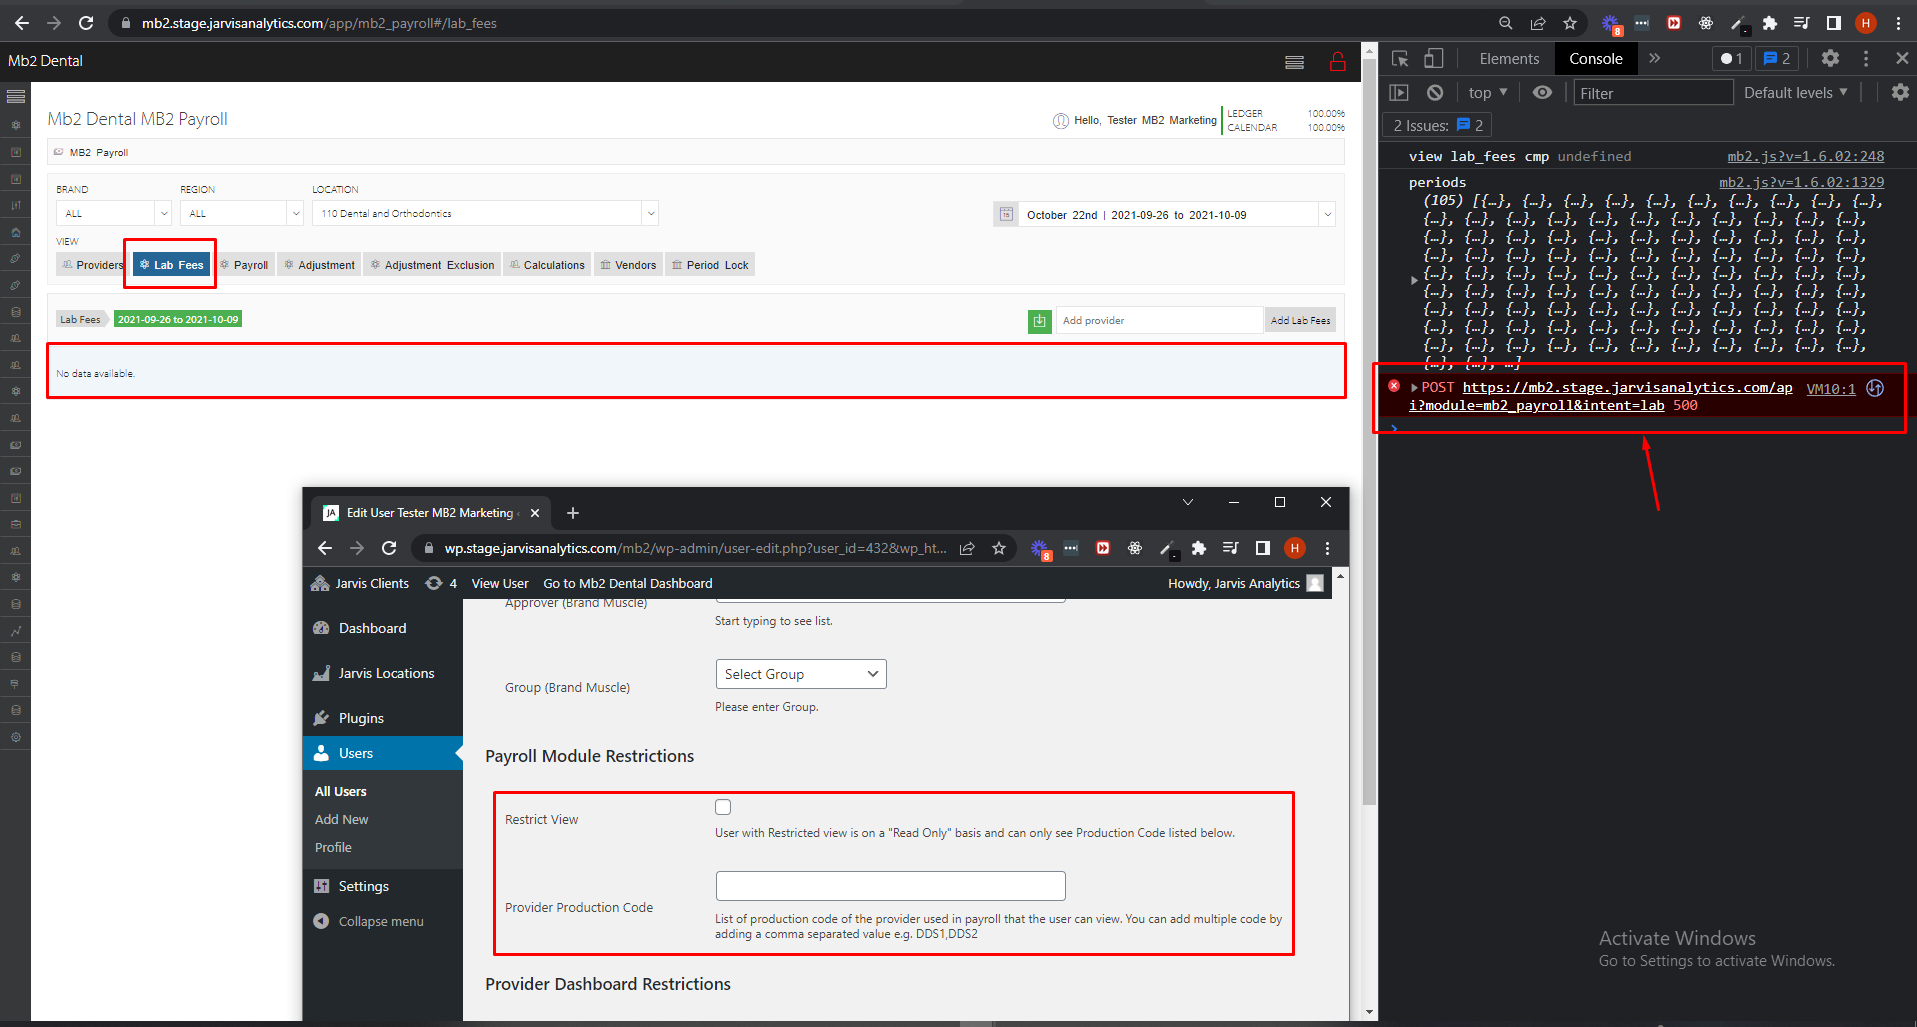 mb2.stage.jarvisanalytics.com/app/mb2_payroll#/lab_fees
8
H
Mb2 Dental
Mb2 Dental MB2 Payroll
Hello, Tester MB2 Marketing
LEDGER 100.00%
CALENDAR 100.00%
MB2 Payroll
BRAND REGION LOCATION
ALL ALL 110 Dental and Orthodontics
October 22nd | 2021-09-26 to 2021-10-09
VIEW
Providers Lab Fees Payroll Adjustment Adjustment Exclusion Calculations Vendors Period Lock
Lab Fees 2021-09-26 to 2021-10-09
Add provider Add Lab Fees
No data available.
Elements Console 1 2
top Filter Default levels
2 Issues: 2
view lab_fees cmp undefined mb2.js?v=1.6.02:248
periods mb2.js?v=1.6.02:1329
(105) [{…}, {…}, {…}, {…}, {…}, {…}, {…}, {…}, {…}, {…},
{…}, {…}, {…}, {…}, {…}, {…}, {…}, {…}, {…}, {…}, {…},
{…}, {…}, {…}, {…}, {…}, {…}, {…}, {…}, {…}, {…}, {…},
{…}, {…}, {…}, {…}, {…}, {…}, {…}, {…}, {…}, {…}, {…},
{…}, {…}, {…}, {…}, {…}, {…}, {…}, {…}, {…}, {…}, {…},
{…}, {…}, {…}, {…}, {…}, {…}, {…}, {…}, {…}, {…}, {…},
{…}, {…}, {…}, {…}, {…}, {…}, {…}, {…}, {…}, {…}, {…},
{…}, {…}, {…}, {…}, {…}, {…}, {…}, {…}, {…}, {…}, {…},
{…}, {…}, {…}, {…}, {…}, {…}, {…}, {…}, {…}, {…}, {…},
{…}, {…}, …]
POST https://mb2.stage.jarvisanalytics.com/ap VM10:1
i?module=mb2_payroll&intent=lab 500
JA Edit User Tester MB2 Marketing
wp.stage.jarvisanalytics.com/mb2/wp-admin/user-edit.php?user_id=432&wp_ht...
8
H
Jarvis Clients 4 View User Go to Mb2 Dental Dashboard
Howdy, Jarvis Analytics
Dashboard
Jarvis Locations
Plugins
Users
All Users
Add New
Profile
Settings
Collapse menu
Approver (Brand Muscle)
Start typing to see list.
Group (Brand Muscle)
Select Group
Please enter Group.
Payroll Module Restrictions
Restrict View
User with Restricted view is on a "Read Only" basis and can only see Production Code listed below.
Provider Production Code
List of production code of the provider used in payroll that the user can view. You can add multiple code by
adding a comma separated value e.g. DDS1,DDS2
Provider Dashboard Restrictions
Activate Windows
Go to Settings to activate Windows.